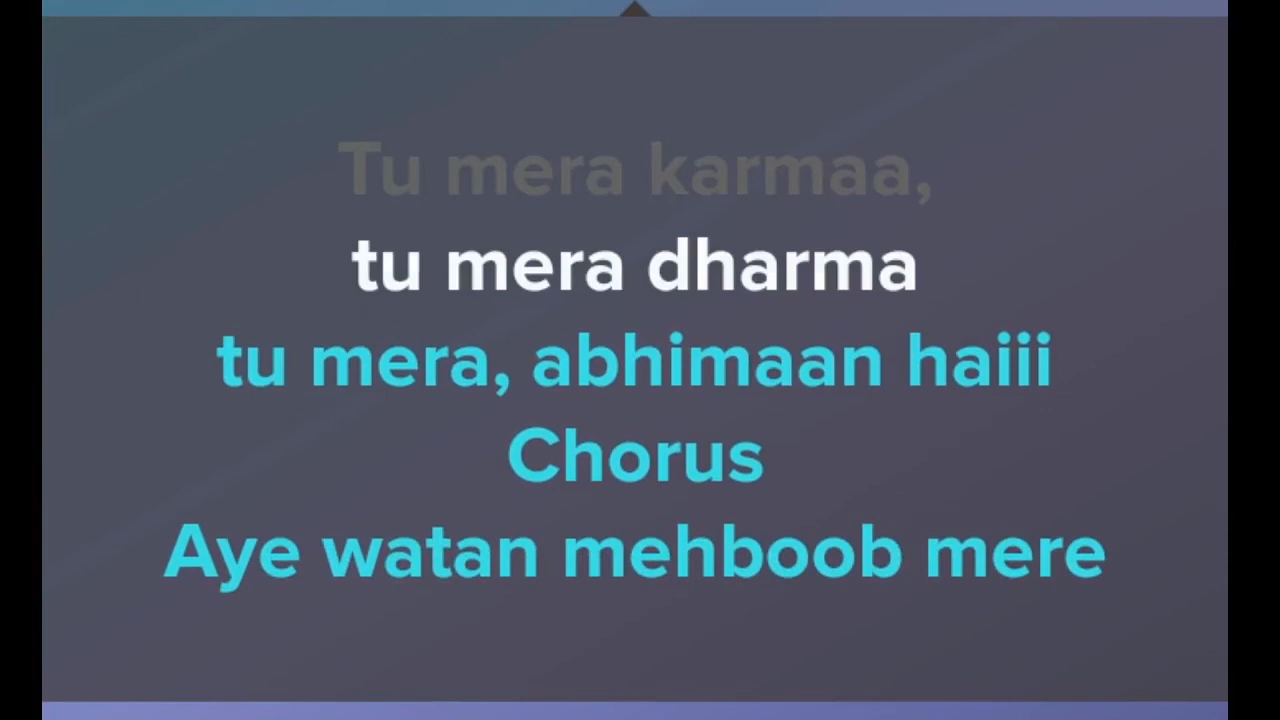 Tu mera karmaa,
tu mera dharma
tu mera, abhimaan haiii
Chorus
Aye watan mehboob mere